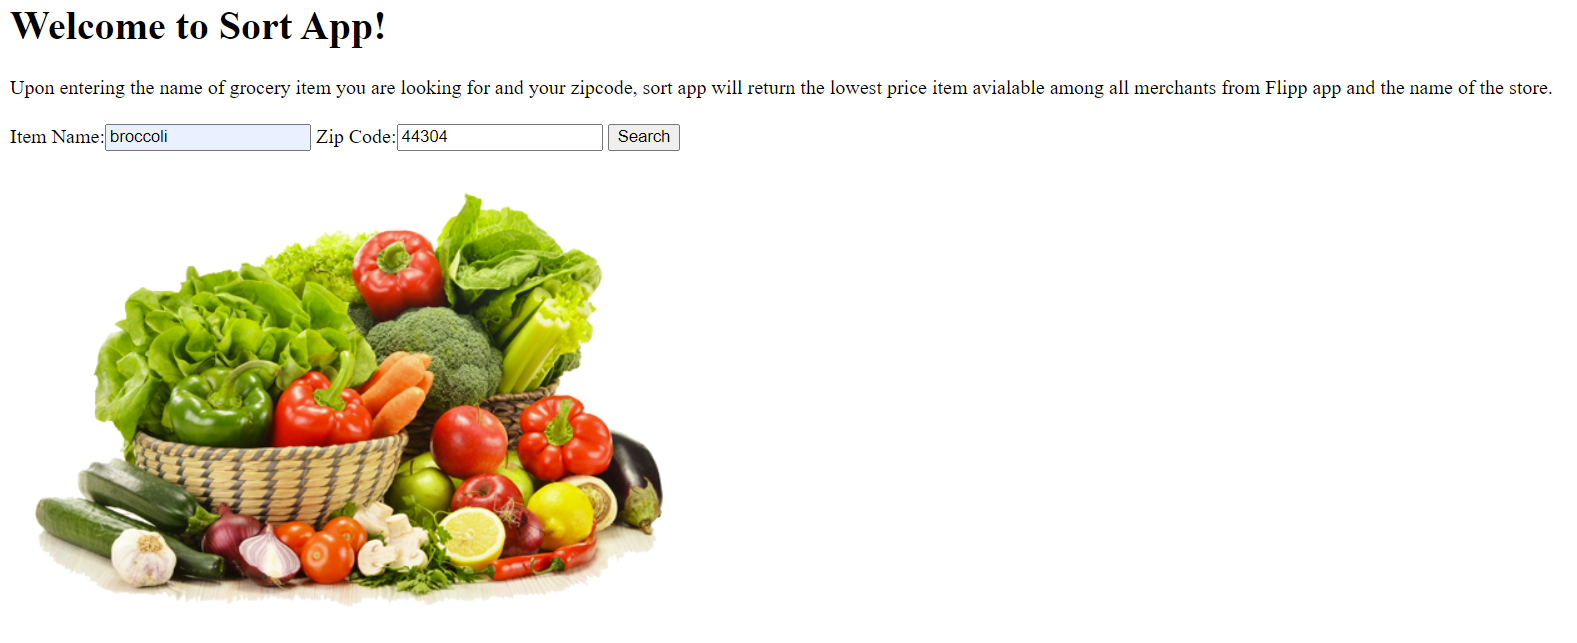 Welcome to Sort App!
Upon entering the name of grocery item you are looking for and your zipcode, sort app will return the lowest price item avialable among all merchants from Flipp app and the name of the store.
Item Name: broccoli Zip Code: 44304 Search